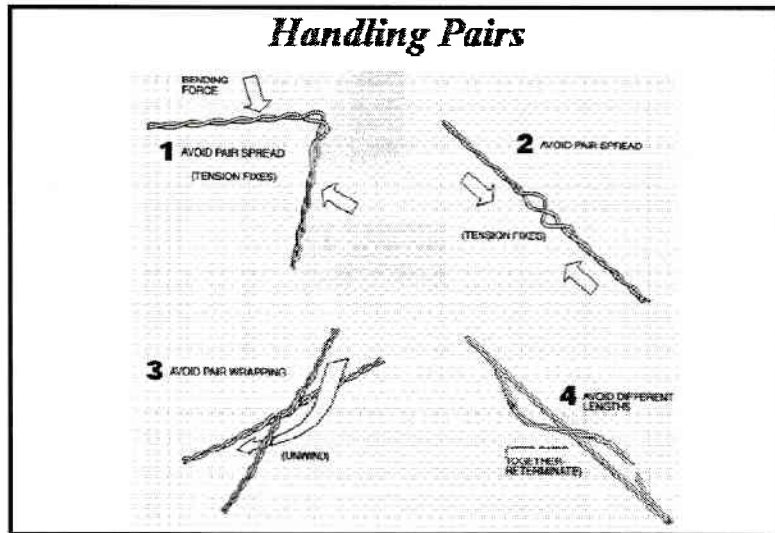 Handling Pairs
BENDING
FORCE
1 AVOID PAIR SPREAD
(TENSION FIXES)
2 AVOID PAIR SPREAD
(TENSION FIXES)
3 AVOID PAIR WRAPPING
(UNWIND)
4 AVOID DIFFERENT
LENGTHS
TOGETHER
RETERMINATE)